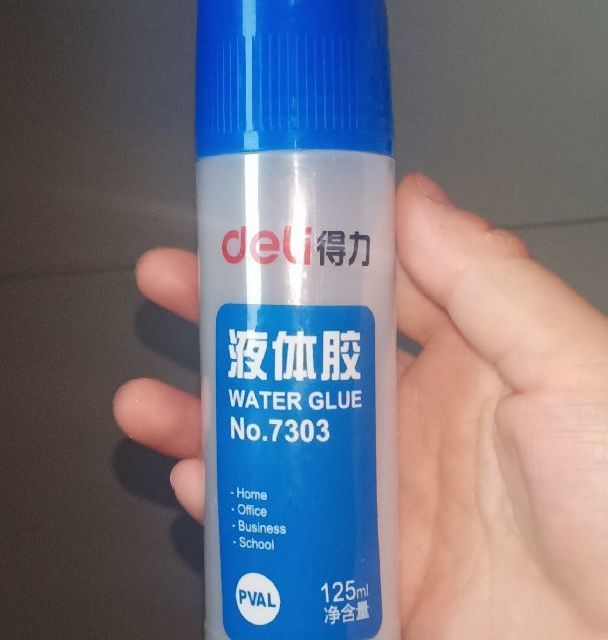 deli得力
液体胶
WATER GLUE
No.7303
- Home
- Office
- Business
- School
PVAL
125ml
净含量